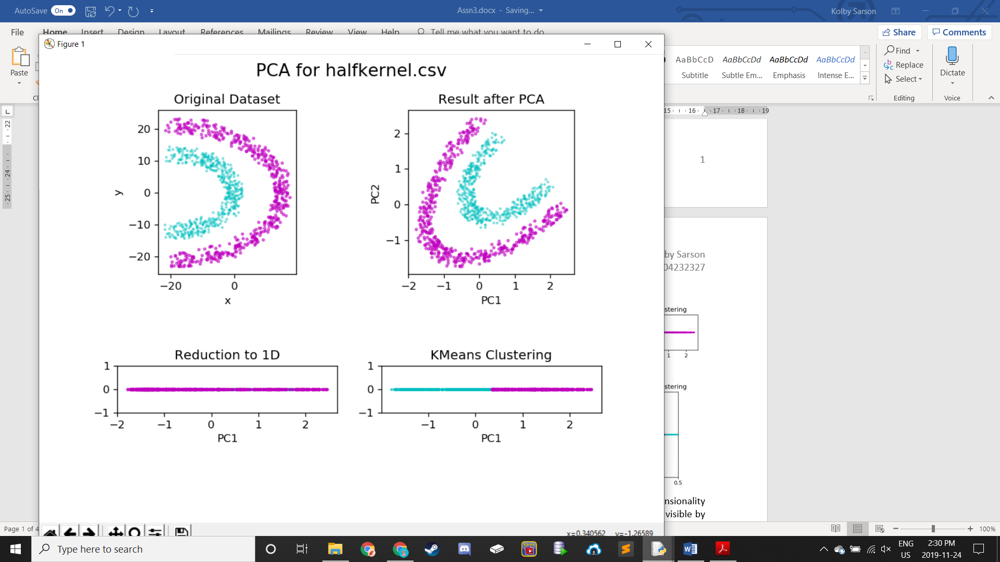 AutoSave On
Assn3.docx - Saving...
Kolby Sarson
File Home Insert Design Layout References Mailings Review View Help Tell me what you want to do
Share Comments
Figure 1
Paste
AaBbCcD AaBbCcDd AaBbCcDd AaBbCcDd
Subtitle Subtle Em... Emphasis Intense E...
Find
Replace
Select
Editing
Dictate
Voice
15 16 17 18 19
22
24
25
PCA for halfkernel.csv
Original Dataset
20
10
0
−10
−20
y
−20 0
x
Result after PCA
2
1
0
−1
PC2
−2 −1 0 1 2
PC1
Reduction to 1D
1
0
−1
−2 −1 0 1 2
PC1
KMeans Clustering
1
0
−1
−1 0 1 2
PC1
x=0.340562 y=-1.26589
1
by Sarson
04232327
stering
1 2
stering
0.5
nsionality
visible by
Page 1 of 4
100%
Type here to search
ENG
US
2:30 PM
2019-11-24